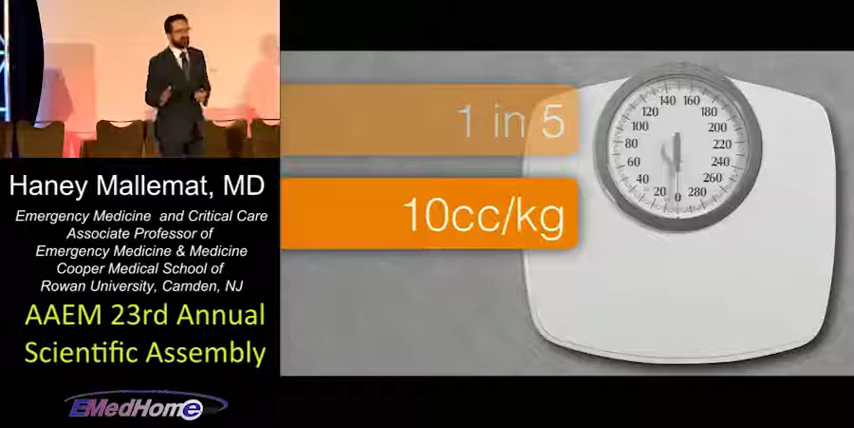 Haney Mallemat, MD
Emergency Medicine and Critical Care
Associate Professor of
Emergency Medicine & Medicine
Cooper Medical School of
Rowan University, Camden, NJ
AAEM 23rd Annual
Scientific Assembly
EMedHome
1 in 5
10cc/kg
140 160
120 180
100 200
80 220
60 240
40 260
20 280
0